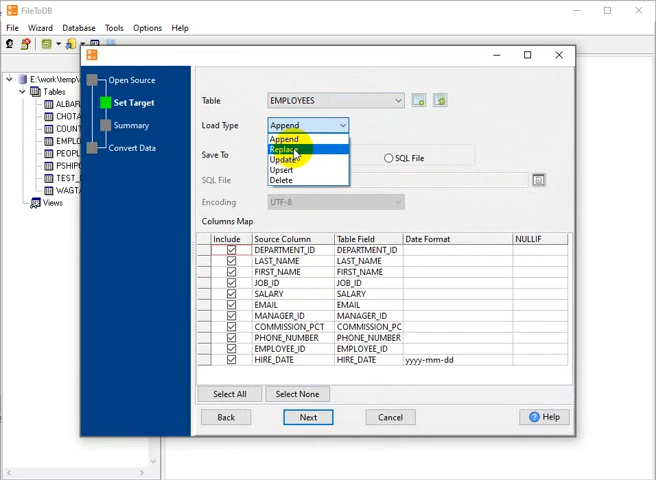 FileToDB
File Wizard Database Tools Options Help
E:\work\temp\
Tables
ALBAR
CHOTA
COUNT
EMPLO
PEOPL
PSHIP
TEST_
WAGT
Views
Open Source
Set Target
Summary
Convert Data
Table EMPLOYEES
Load Type Append
Append
Replace
Update
Upsert
Delete
Save To SQL File
SQL File
Encoding UTF-8
Columns Map
Include Source Column Table Field Date Format NULLIF
DEPARTMENT_ID DEPARTMENT_ID
LAST_NAME LAST_NAME
FIRST_NAME FIRST_NAME
JOB_ID JOB_ID
SALARY SALARY
EMAIL EMAIL
MANAGER_ID MANAGER_ID
COMMISSION_PCT COMMISSION_PC
PHONE_NUMBER PHONE_NUMBER
EMPLOYEE_ID EMPLOYEE_ID
HIRE_DATE HIRE_DATE yyyy-mm-dd
Select All Select None
Back Next Cancel Help